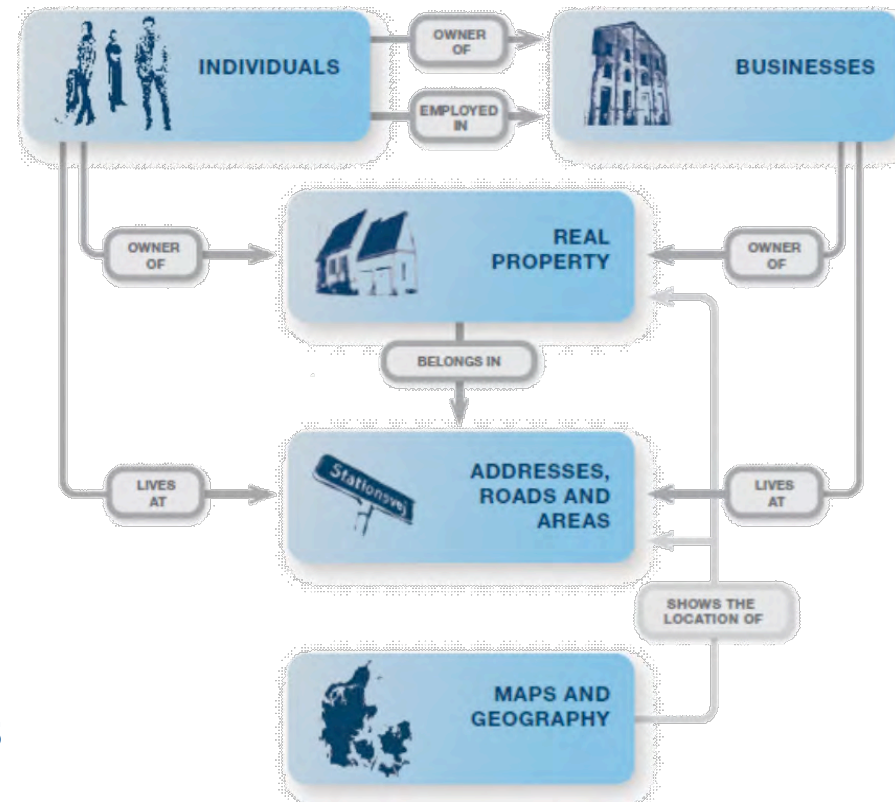 INDIVIDUALS
OWNER
OF
EMPLOYED
IN
BUSINESSES
OWNER
OF
REAL
PROPERTY
OWNER
OF
BELONGS IN
LIVES
AT
Stationsvej
ADDRESSES,
ROADS AND
AREAS
LIVES
AT
SHOWS THE
LOCATION OF
MAPS AND
GEOGRAPHY